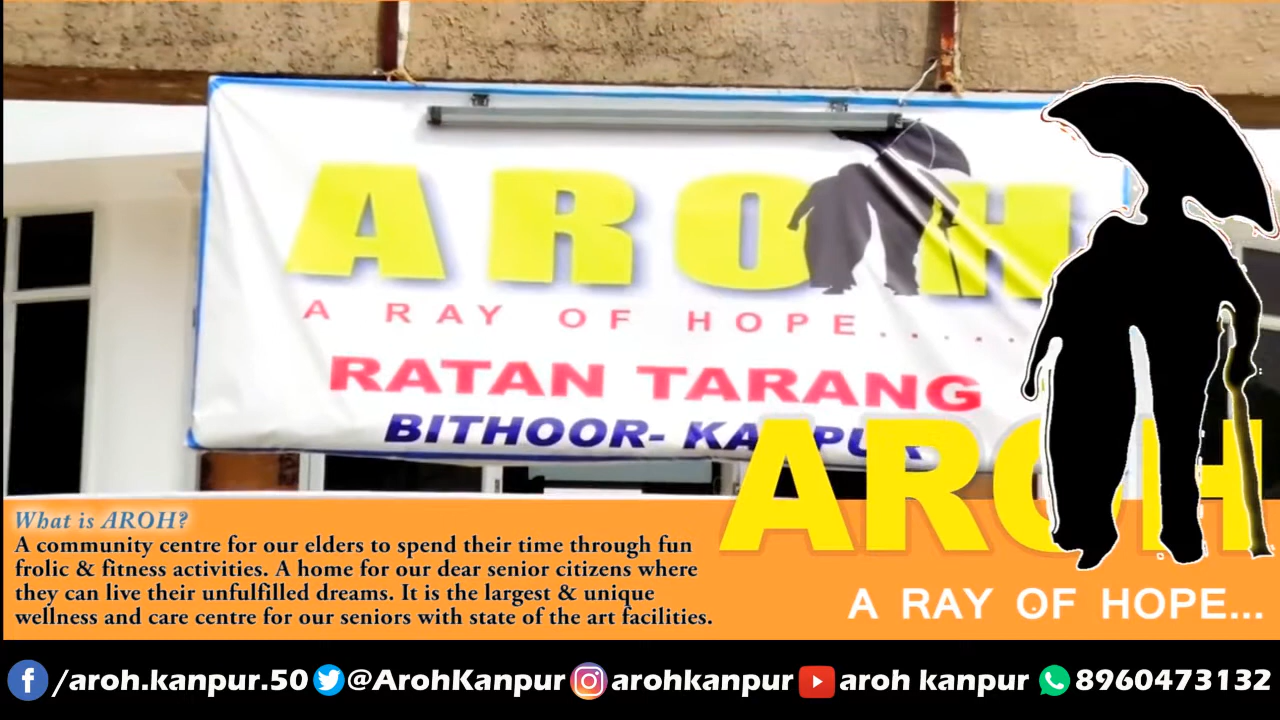 AROH
A RAY OF HOPE......
RATAN TARANG
BITHOOR- KANPUR
AROH
A RAY OF HOPE...
What is AROH?
A community centre for our elders to spend their time through fun
frolic & fitness activities. A home for our dear senior citizens where
they can live their unfulfilled dreams. It is the largest & unique
wellness and care centre for our seniors with state of the art facilities.
/aroh.kanpur.50 @ArohKanpur arohkanpur aroh kanpur 8960473132